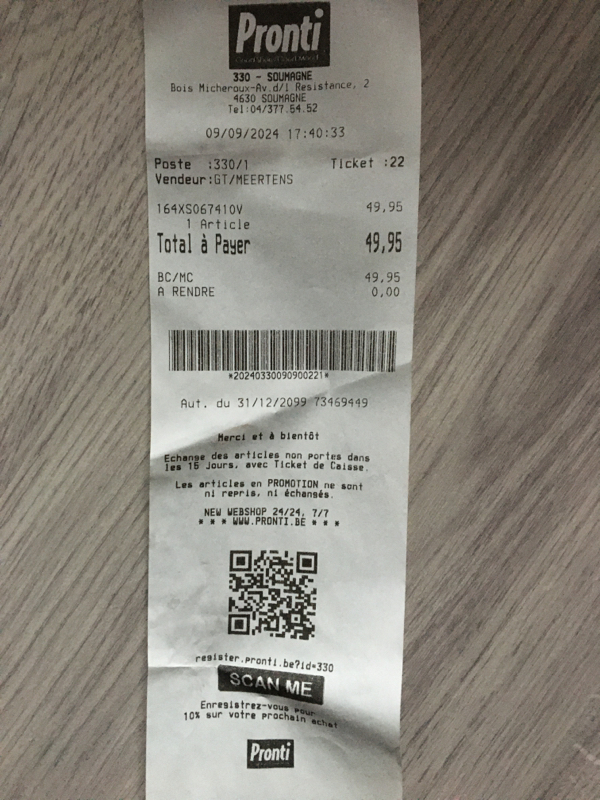 Pronti
330 - SOUMAGNE
Bois Micheroux-Av.d/l Resistance, 2
4630 SOUMAGNE
Tel:04/377.54.52
09/09/2024 17:40:33
Poste :330/1 Ticket :22
Vendeur:GT/MEERTENS
164XS067410V 49,95
1 Article
Total à Payer 49,95
BC/MC 49,95
A RENDRE 0,00
*20240330090900221*
Aut. du 31/12/2099 73469449
Merci et à bientôt
Echange des articles non portes dans
les 15 Jours, avec Ticket de Caisse.
Les articles en PROMOTION ne sont
ni repris, ni échangés.
NEW WEBSHOP 24/24, 7/7
* * * WWW.PRONTI.BE * * *
register.pronti.be?id=330
SCAN ME
Enregistrez-vous pour
10% sur votre prochain achat
Pronti